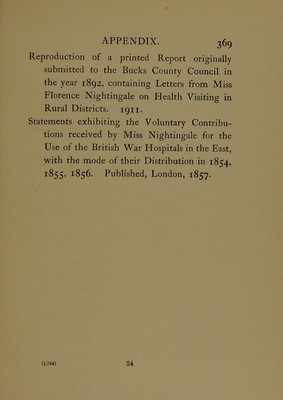 APPENDIX. 369
Reproduction of a printed Report originally
submitted to the Bucks County Council in
the year 1892, containing Letters from Miss
Florence Nightingale on Health Visiting in
Rural Districts. 1911.
Statements exhibiting the Voluntary Contribu-
tions received by Miss Nightingale for the
Use of the British War Hospitals in the East,
with the mode of their Distribution in 1854,
1855, 1856. Published, London, 1857.
24